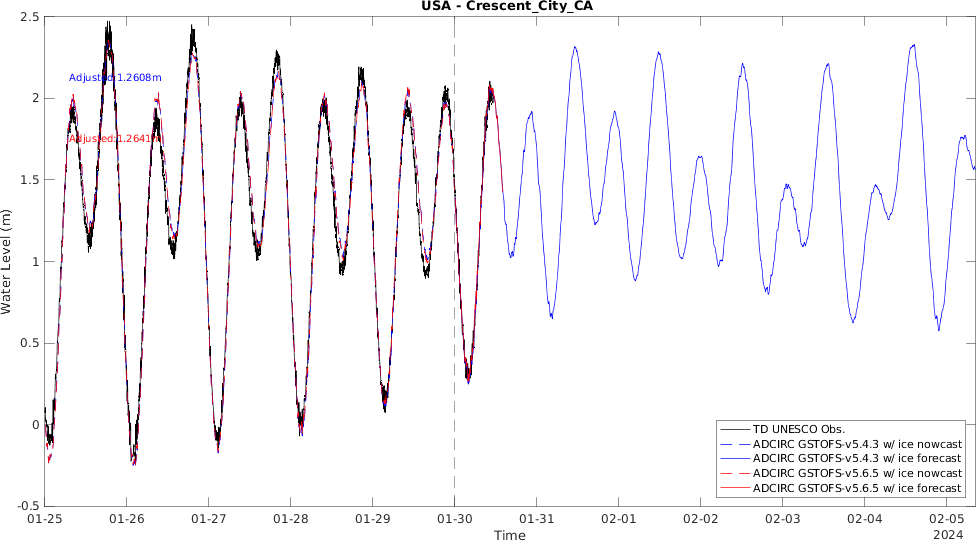 USA - Crescent_City_CA
2.5
2
1.5
1
0.5
0
-0.5
Water Level (m)
Adjusted:1.2608m
Adjusted:1.2641m
TD UNESCO Obs.
ADCIRC GSTOFS-v5.4.3 w/ ice nowcast
ADCIRC GSTOFS-v5.4.3 w/ ice forecast
ADCIRC GSTOFS-v5.6.5 w/ ice nowcast
ADCIRC GSTOFS-v5.6.5 w/ ice forecast
01-25 01-26 01-27 01-28 01-29 01-30 01-31 02-01 02-02 02-03 02-04 02-05
Time
2024